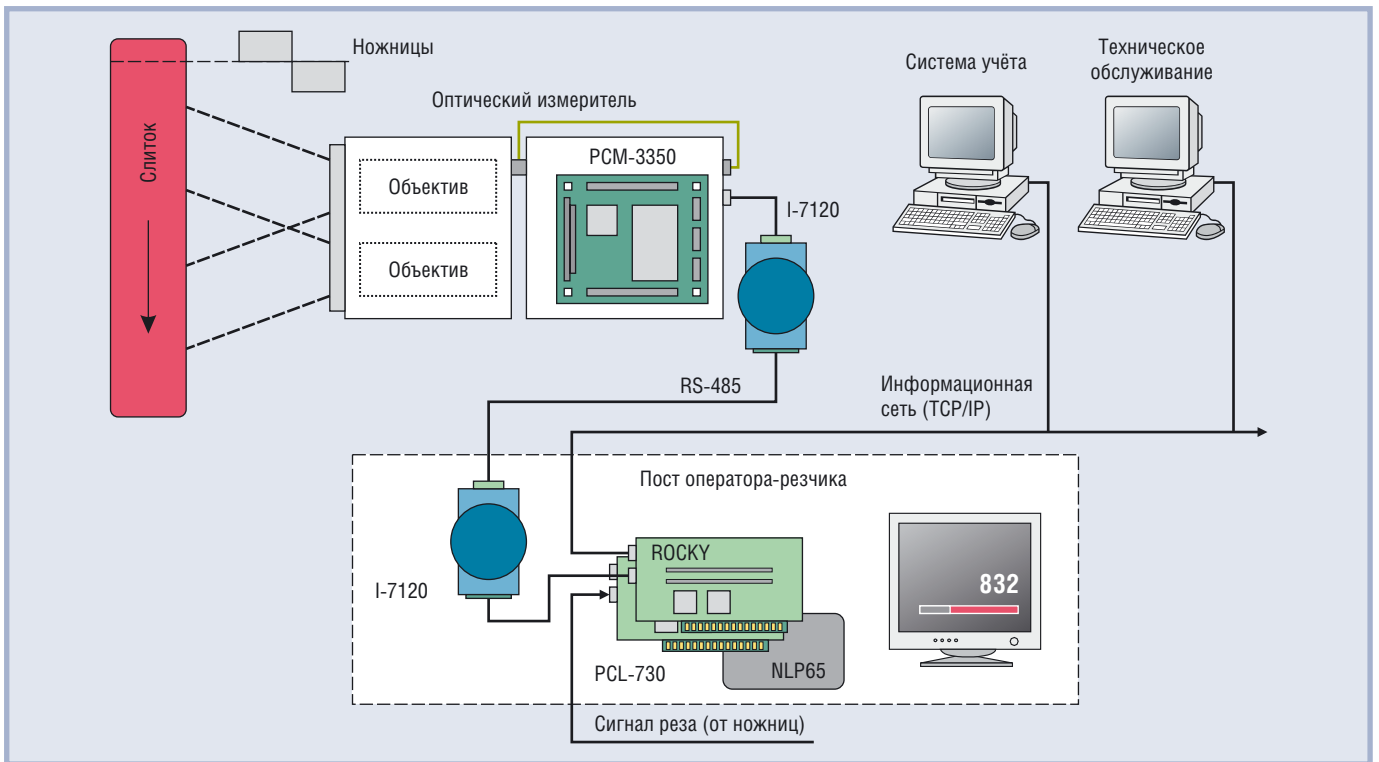 Ножницы
Слиток
Оптический измеритель
Объектив
Объектив
PCM-3350
I-7120
Система учёта
Техническое
обслуживание
RS-485
Информационная
сеть (TCP/IP)
Пост оператора-резчика
I-7120
ROCKY
PCL-730
NLP65
832
Сигнал реза (от ножниц)